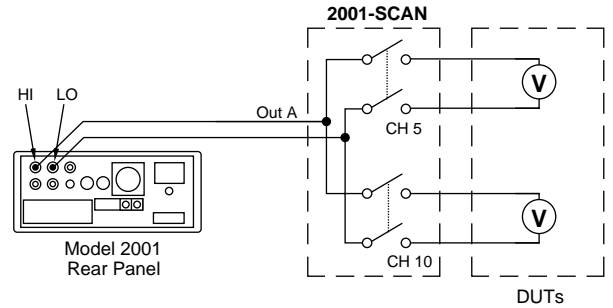 2001-SCAN
HI LO
Out A
V
CH 5
V
CH 10
Model 2001
Rear Panel
DUTs